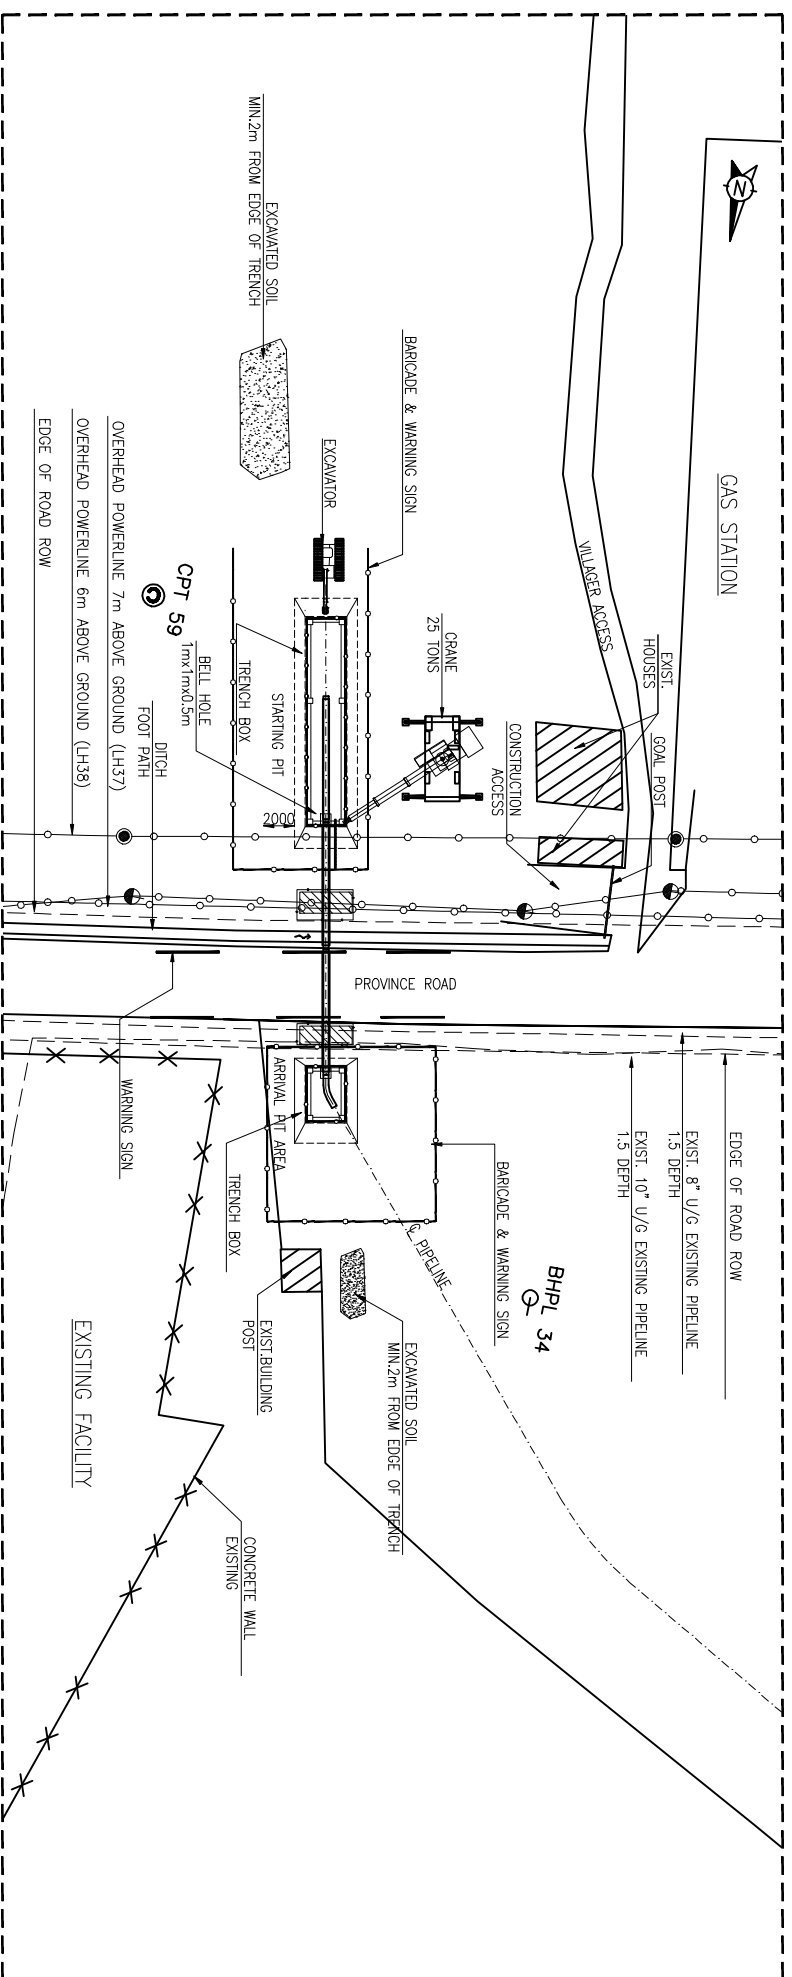 N
GAS STATION
VILLAGER ACCESS
EXIST.
HOUSES
GOAL POST
CONSTRUCTION
ACCESS
CRANE
25 TONS
BARICADE & WARNING SIGN
EXCAVATOR
EXCAVATED SOIL
MIN.2m FROM EDGE OF TRENCH
STARTING PIT
2000
TRENCH BOX
BELL HOLE
1mx1mx0.5m
CPT 59
DITCH
FOOT PATH
OVERHEAD POWERLINE 7m ABOVE GROUND (LH37)
OVERHEAD POWERLINE 6m ABOVE GROUND (LH38)
EDGE OF ROAD ROW
PROVINCE ROAD
EDGE OF ROAD ROW
EXIST. 8" U/G EXISTING PIPELINE
1.5 DEPTH
EXIST. 10" U/G EXISTING PIPELINE
1.5 DEPTH
BHPL 34
BARICADE & WARNING SIGN
℄ PIPELINE
EXCAVATED SOIL
MIN.2m FROM EDGE OF TRENCH
ARRIVAL PIT AREA
EXIST.BUILDING
POST
TRENCH BOX
CONCRETE WALL
EXISTING
WARNING SIGN
EXISTING FACILITY